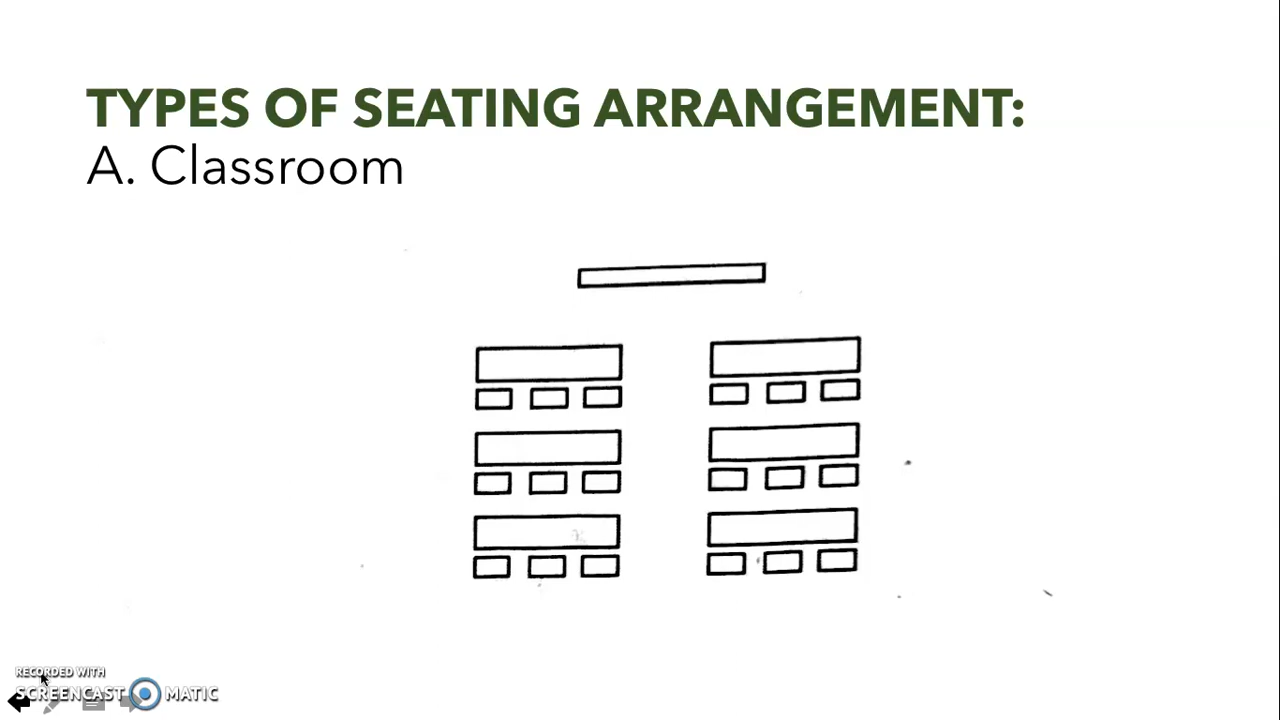 TYPES OF SEATING ARRANGEMENT:
A. Classroom
RECORDED WITH
SCREENCAST MATIC